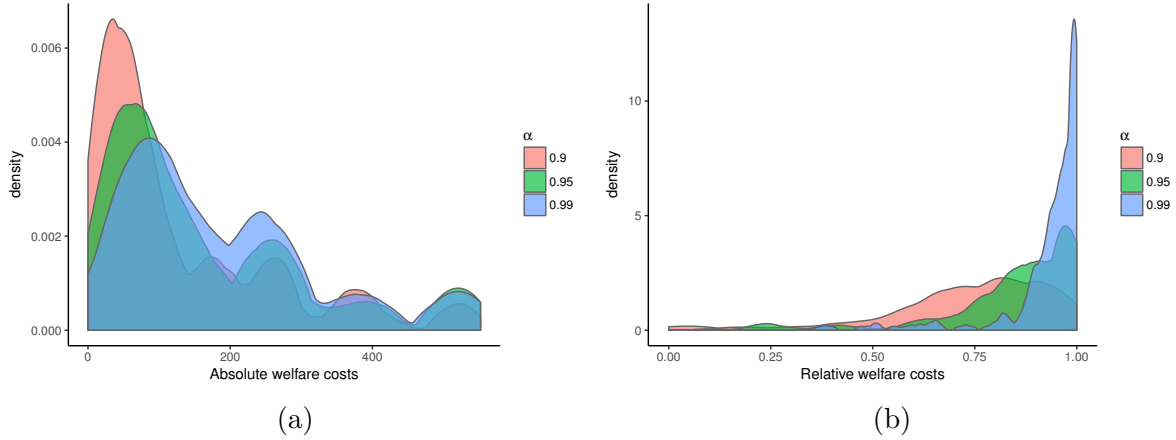 0.006
0.004
0.002
0.000
density
0
200
400
Absolute welfare costs
α
0.9
0.95
0.99
(a)
10
5
0
density
0.00
0.25
0.50
0.75
1.00
Relative welfare costs
α
0.9
0.95
0.99
(b)